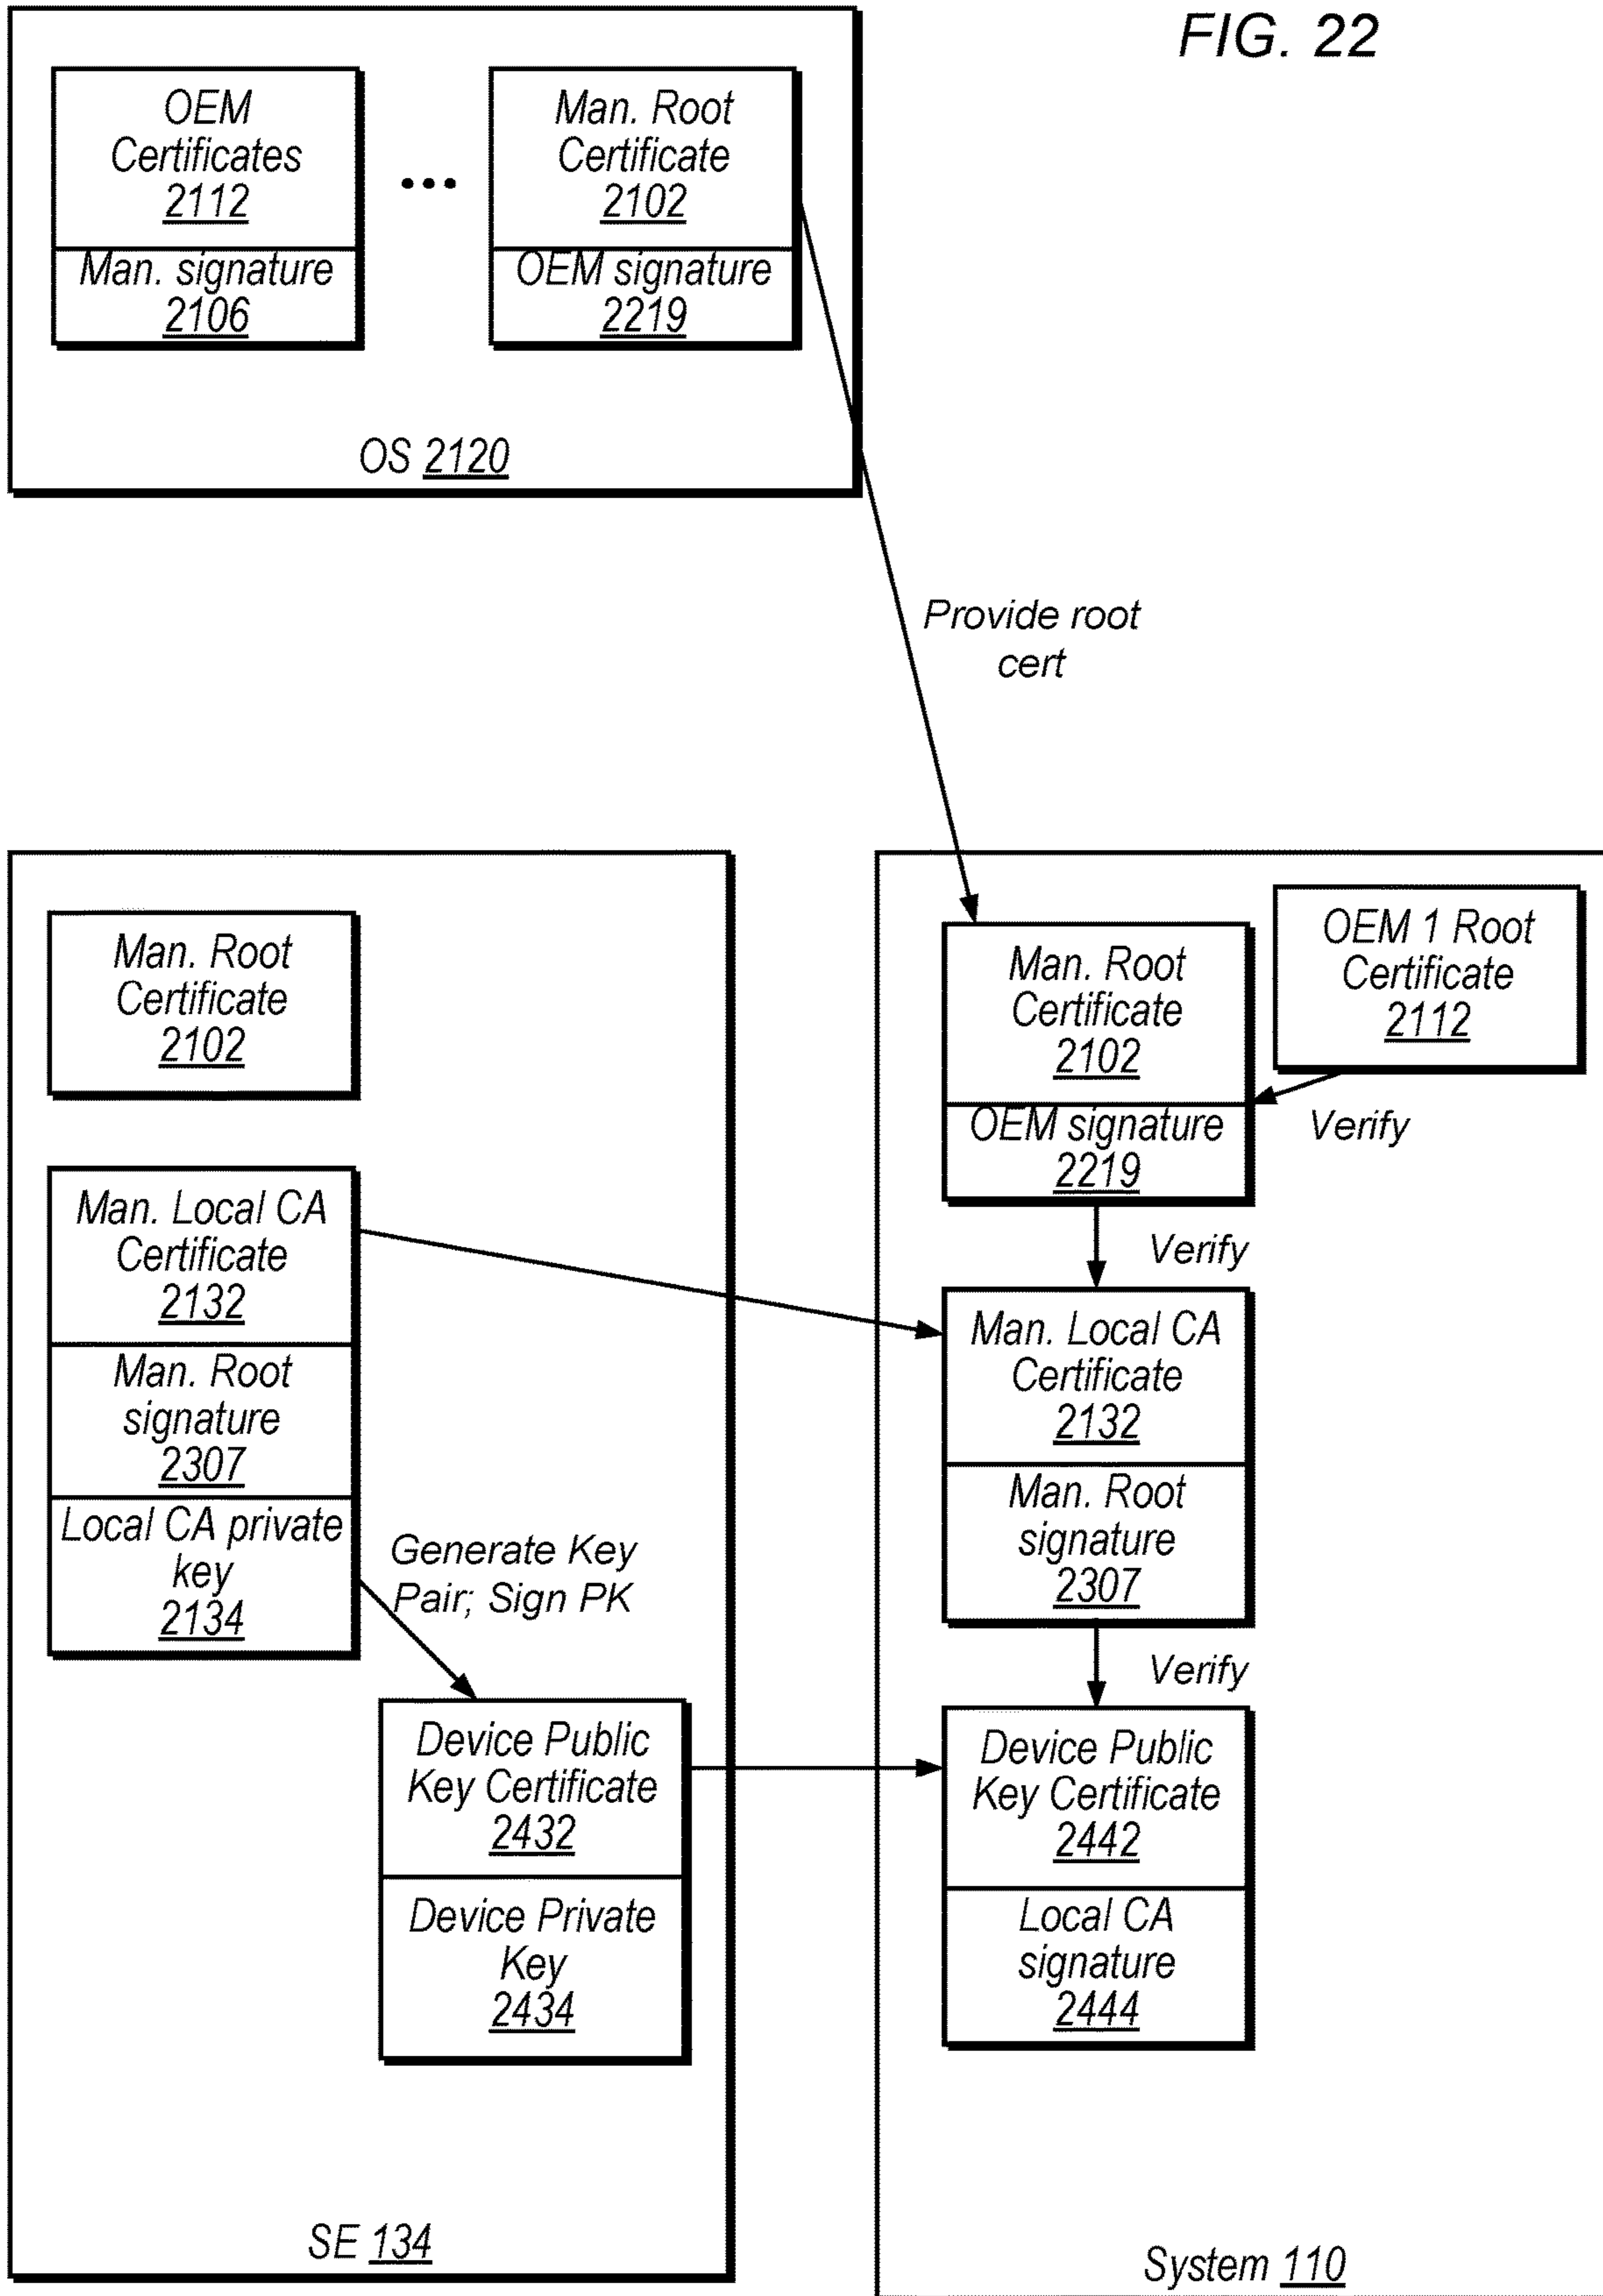 FIG. 22
OEM
Certificates
2112
Man. signature
2106
...
Man. Root
Certificate
2102
OEM signature
2219
OS 2120
Provide root
cert
Man. Root
Certificate
2102
Man. Local CA
Certificate
2132
Man. Root
signature
2307
Local CA private
key
2134
Generate Key
Pair; Sign PK
Device Public
Key Certificate
2432
Device Private
Key
2434
SE 134
Man. Root
Certificate
2102
OEM signature
2219
OEM 1 Root
Certificate
2112
Verify
Verify
Man. Local CA
Certificate
2132
Man. Root
signature
2307
Verify
Device Public
Key Certificate
2442
Local CA
signature
2444
System 110